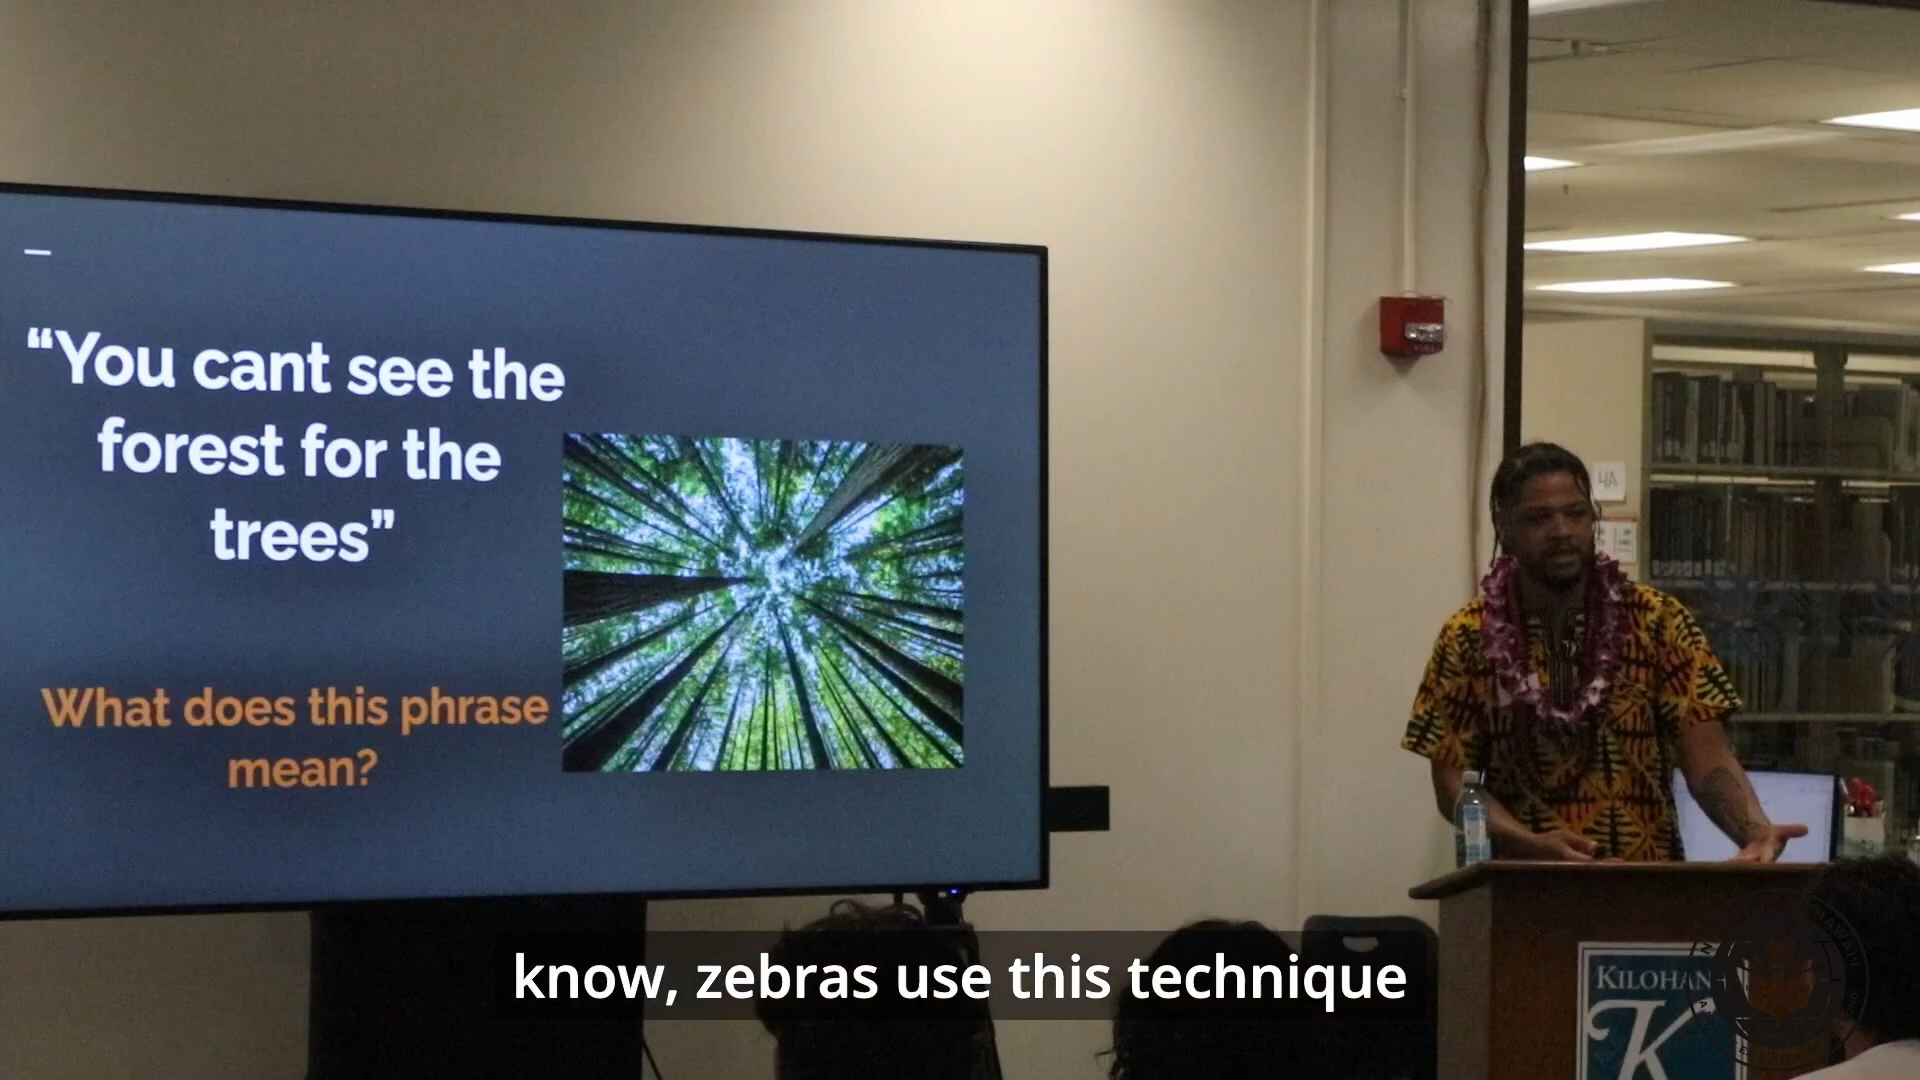 “You cant see the
forest for the
trees”
What does this phrase
mean?
4A
know, zebras use this technique
KILOHAN
K